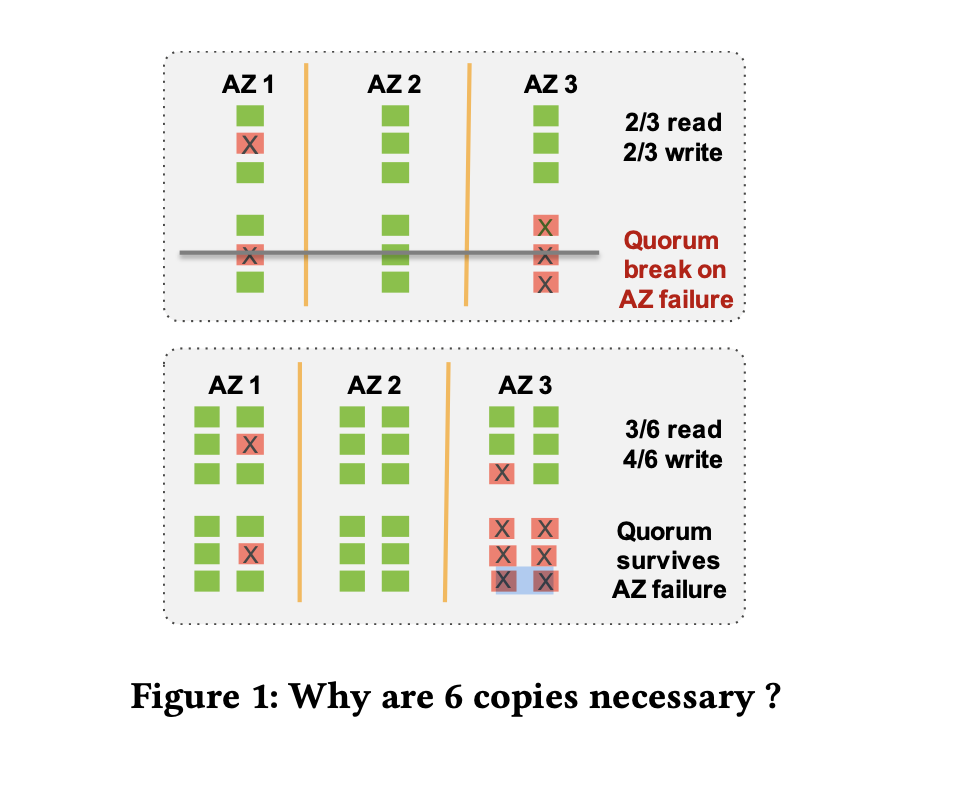 AZ 1 AZ 2 AZ 3
X
2/3 read
2/3 write
X
X X
X
Quorum
break on
AZ failure
AZ 1 AZ 2 AZ 3
X
X
3/6 read
4/6 write
X X
X X X
X X
Quorum
survives
AZ failure
Figure 1: Why are 6 copies necessary ?